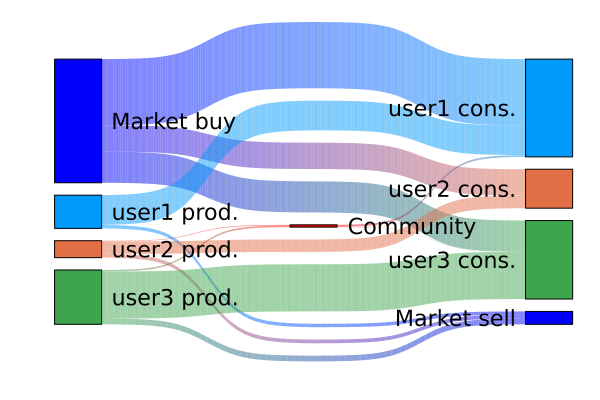 Market buy
user1 prod.
user2 prod.
user3 prod.
Community
user1 cons.
user2 cons.
user3 cons.
Market sell